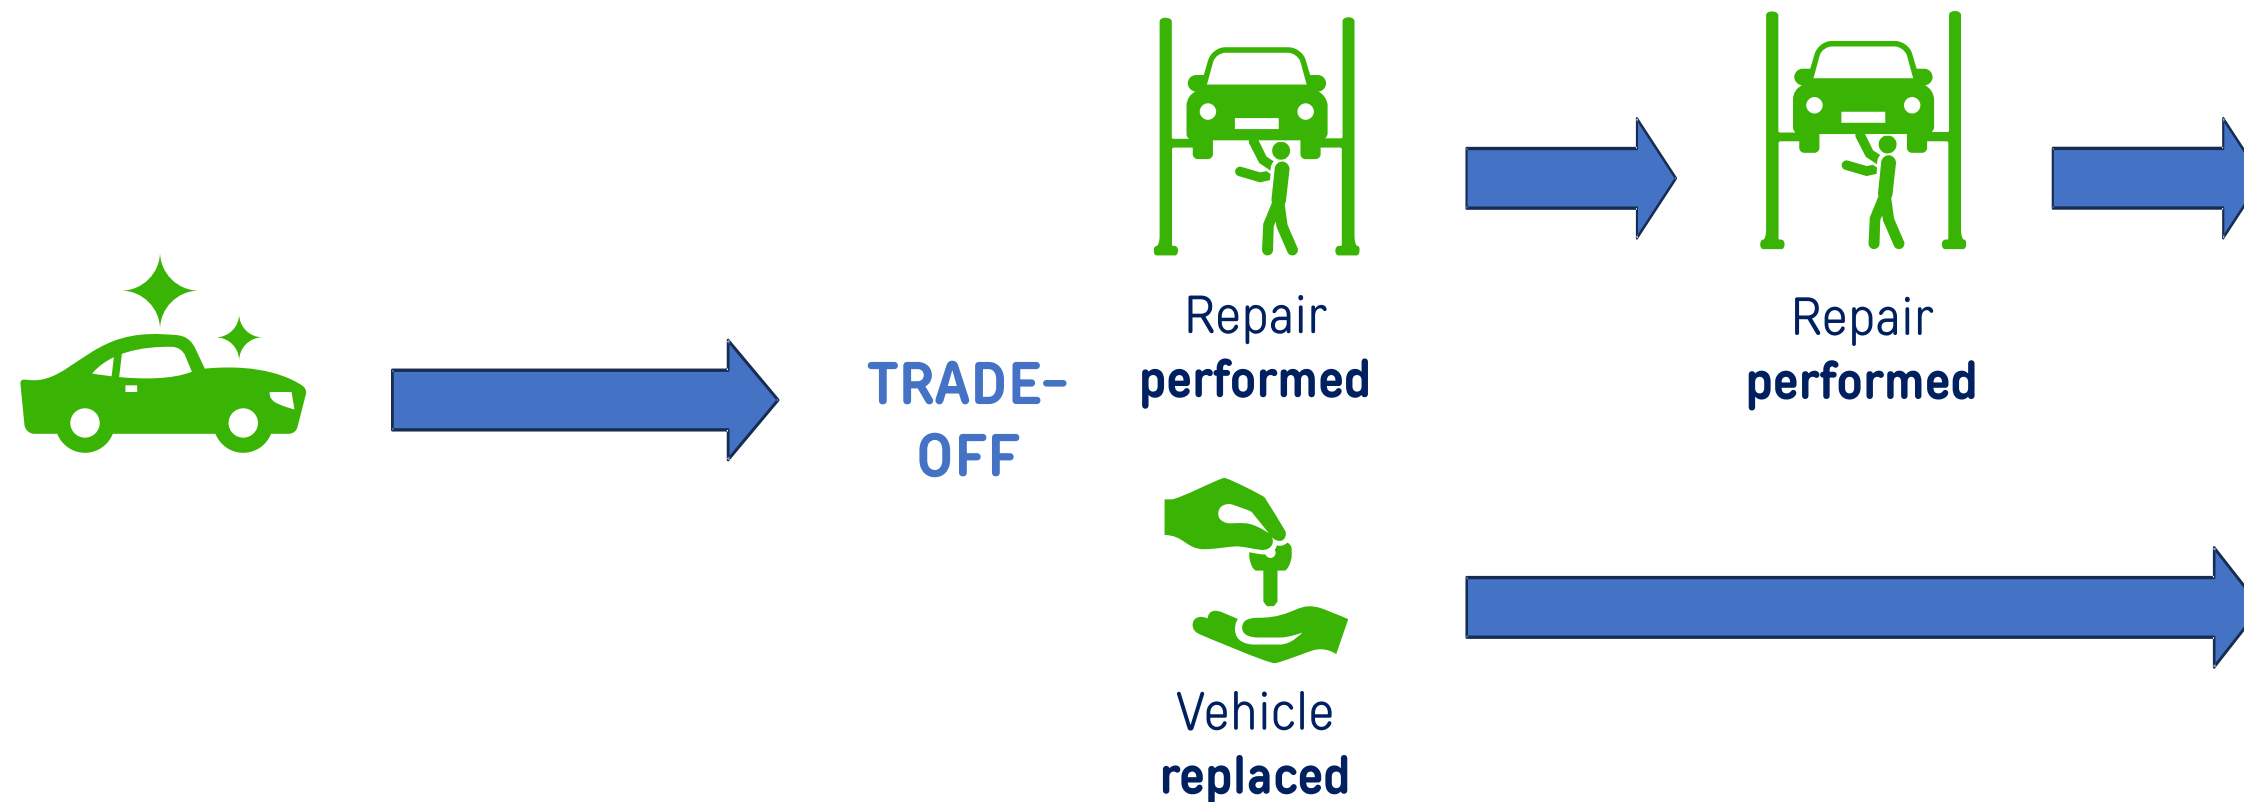 TRADE-
OFF
Repair
performed
Repair
performed
Vehicle
replaced